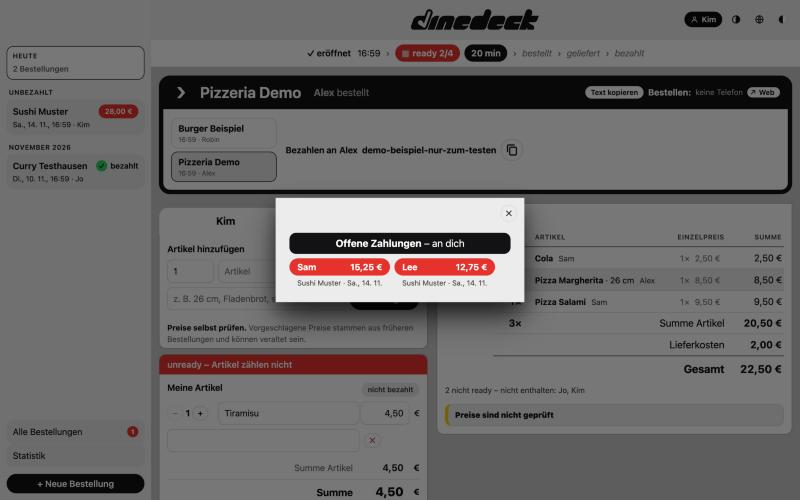 dinedeck
Kim
eröffnet 16:59 › ready 2/4 20 min › bestellt › geliefert › bezahlt
HEUTE
2 Bestellungen
UNBEZAHLT
Sushi Muster 28,00 €
Sa., 14. 11., 16:59 · Kim
NOVEMBER 2026
Curry Testhausen bezahlt
Di., 10. 11., 16:59 · Jo
Alle Bestellungen 1
Statistik
+ Neue Bestellung
Pizzeria Demo Alex bestellt
Text kopieren Bestellen: keine Telefon Web
Burger Beispiel
16:59 · Robin
Pizzeria Demo
16:59 · Alex
Bezahlen an Alex demo-beispiel-nur-zum-testen
Offene Zahlungen – an dich
Sam 15,25 € Lee 12,75 €
Sushi Muster · Sa., 14. 11. Sushi Muster · Sa., 14. 11.
Kim
Artikel hinzufügen
1 Artikel
z. B. 26 cm, Fladenbrot, s
Preise selbst prüfen. Vorgeschlagene Preise stammen aus früheren
Bestellungen und können veraltet sein.
unready – Artikel zählen nicht
Meine Artikel nicht bezahlt
− 1 + Tiramisu 4,50 €
Summe Artikel 4,50 €
Summe 4,50 €
ARTIKEL EINZELPREIS SUMME
Cola Sam 1× 2,50 € 2,50 €
Pizza Margherita · 26 cm Alex 1× 8,50 € 8,50 €
1× Pizza Salami Sam 1× 9,50 € 9,50 €
3× Summe Artikel 20,50 €
Lieferkosten 2,00 €
Gesamt 22,50 €
2 nicht ready – nicht enthalten: Jo, Kim
Preise sind nicht geprüft